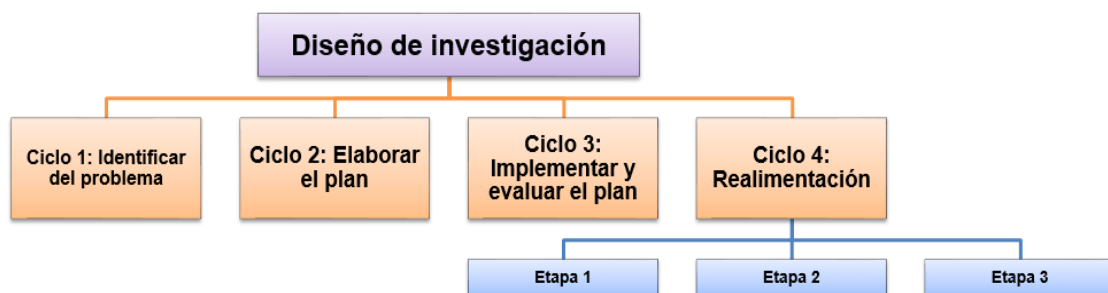 Diseño de investigación
Ciclo 1: Identificar
del problema
Ciclo 2: Elaborar
el plan
Ciclo 3:
Implementar y
evaluar el plan
Ciclo 4:
Realimentación
Etapa 1
Etapa 2
Etapa 3